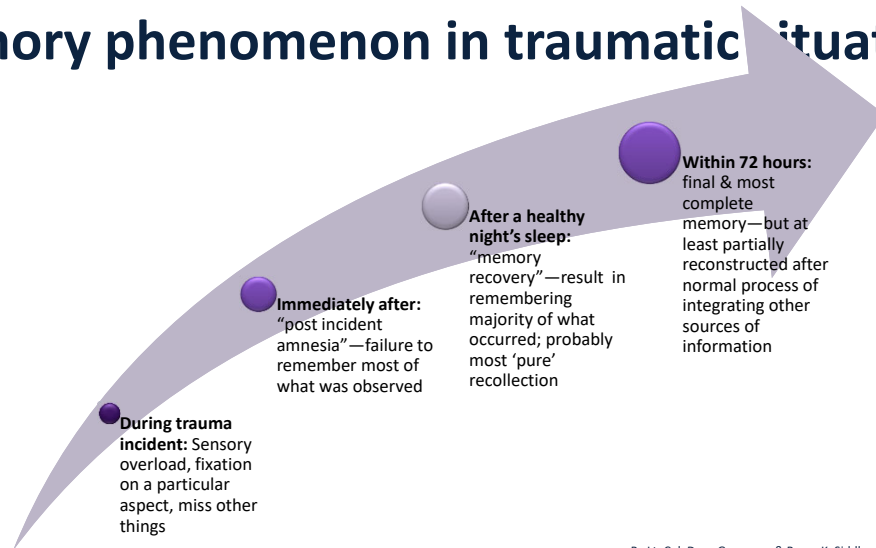 phenomenon in traumatic
During trauma
incident: Sensory
overload, fixation
on a particular
aspect, miss other
things
Immediately after:
“post incident
amnesia”—failure to
remember most of
what was observed
After a healthy
night’s sleep:
“memory
recovery”—result in
remembering
majority of what
occurred; probably
most ‘pure’
recollection
Within 72 hours:
final & most
complete
memory—but at
least partially
reconstructed after
normal process of
integrating other
sources of
information